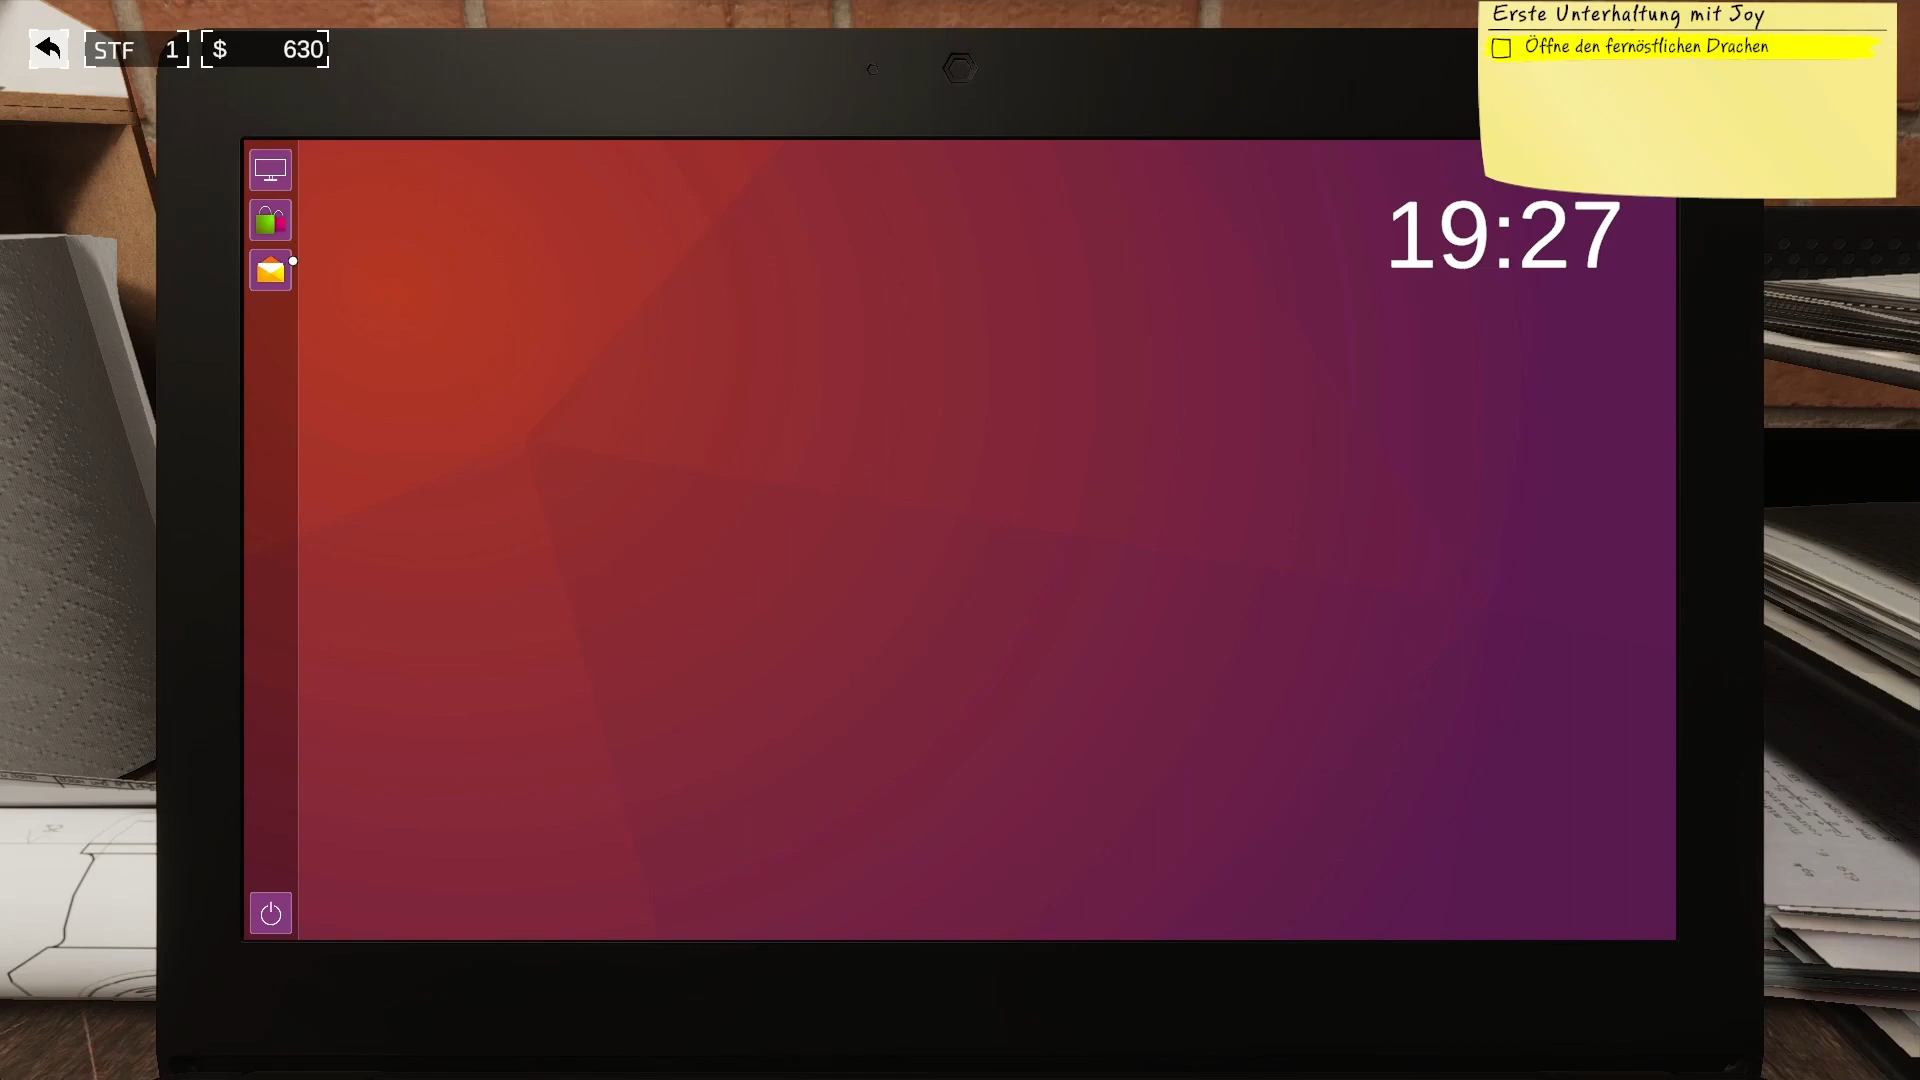 STF 1 $ 630
Erste Unterhaltung mit Joy
Öffne den fernöstlichen Drachen
19:27